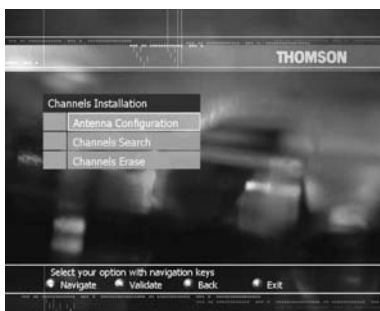 THOMSON
Channels Installation
Antenna Configuration
Channels Search
Channels Erase
Select your option with navigation keys
Navigate Validate Back Exit